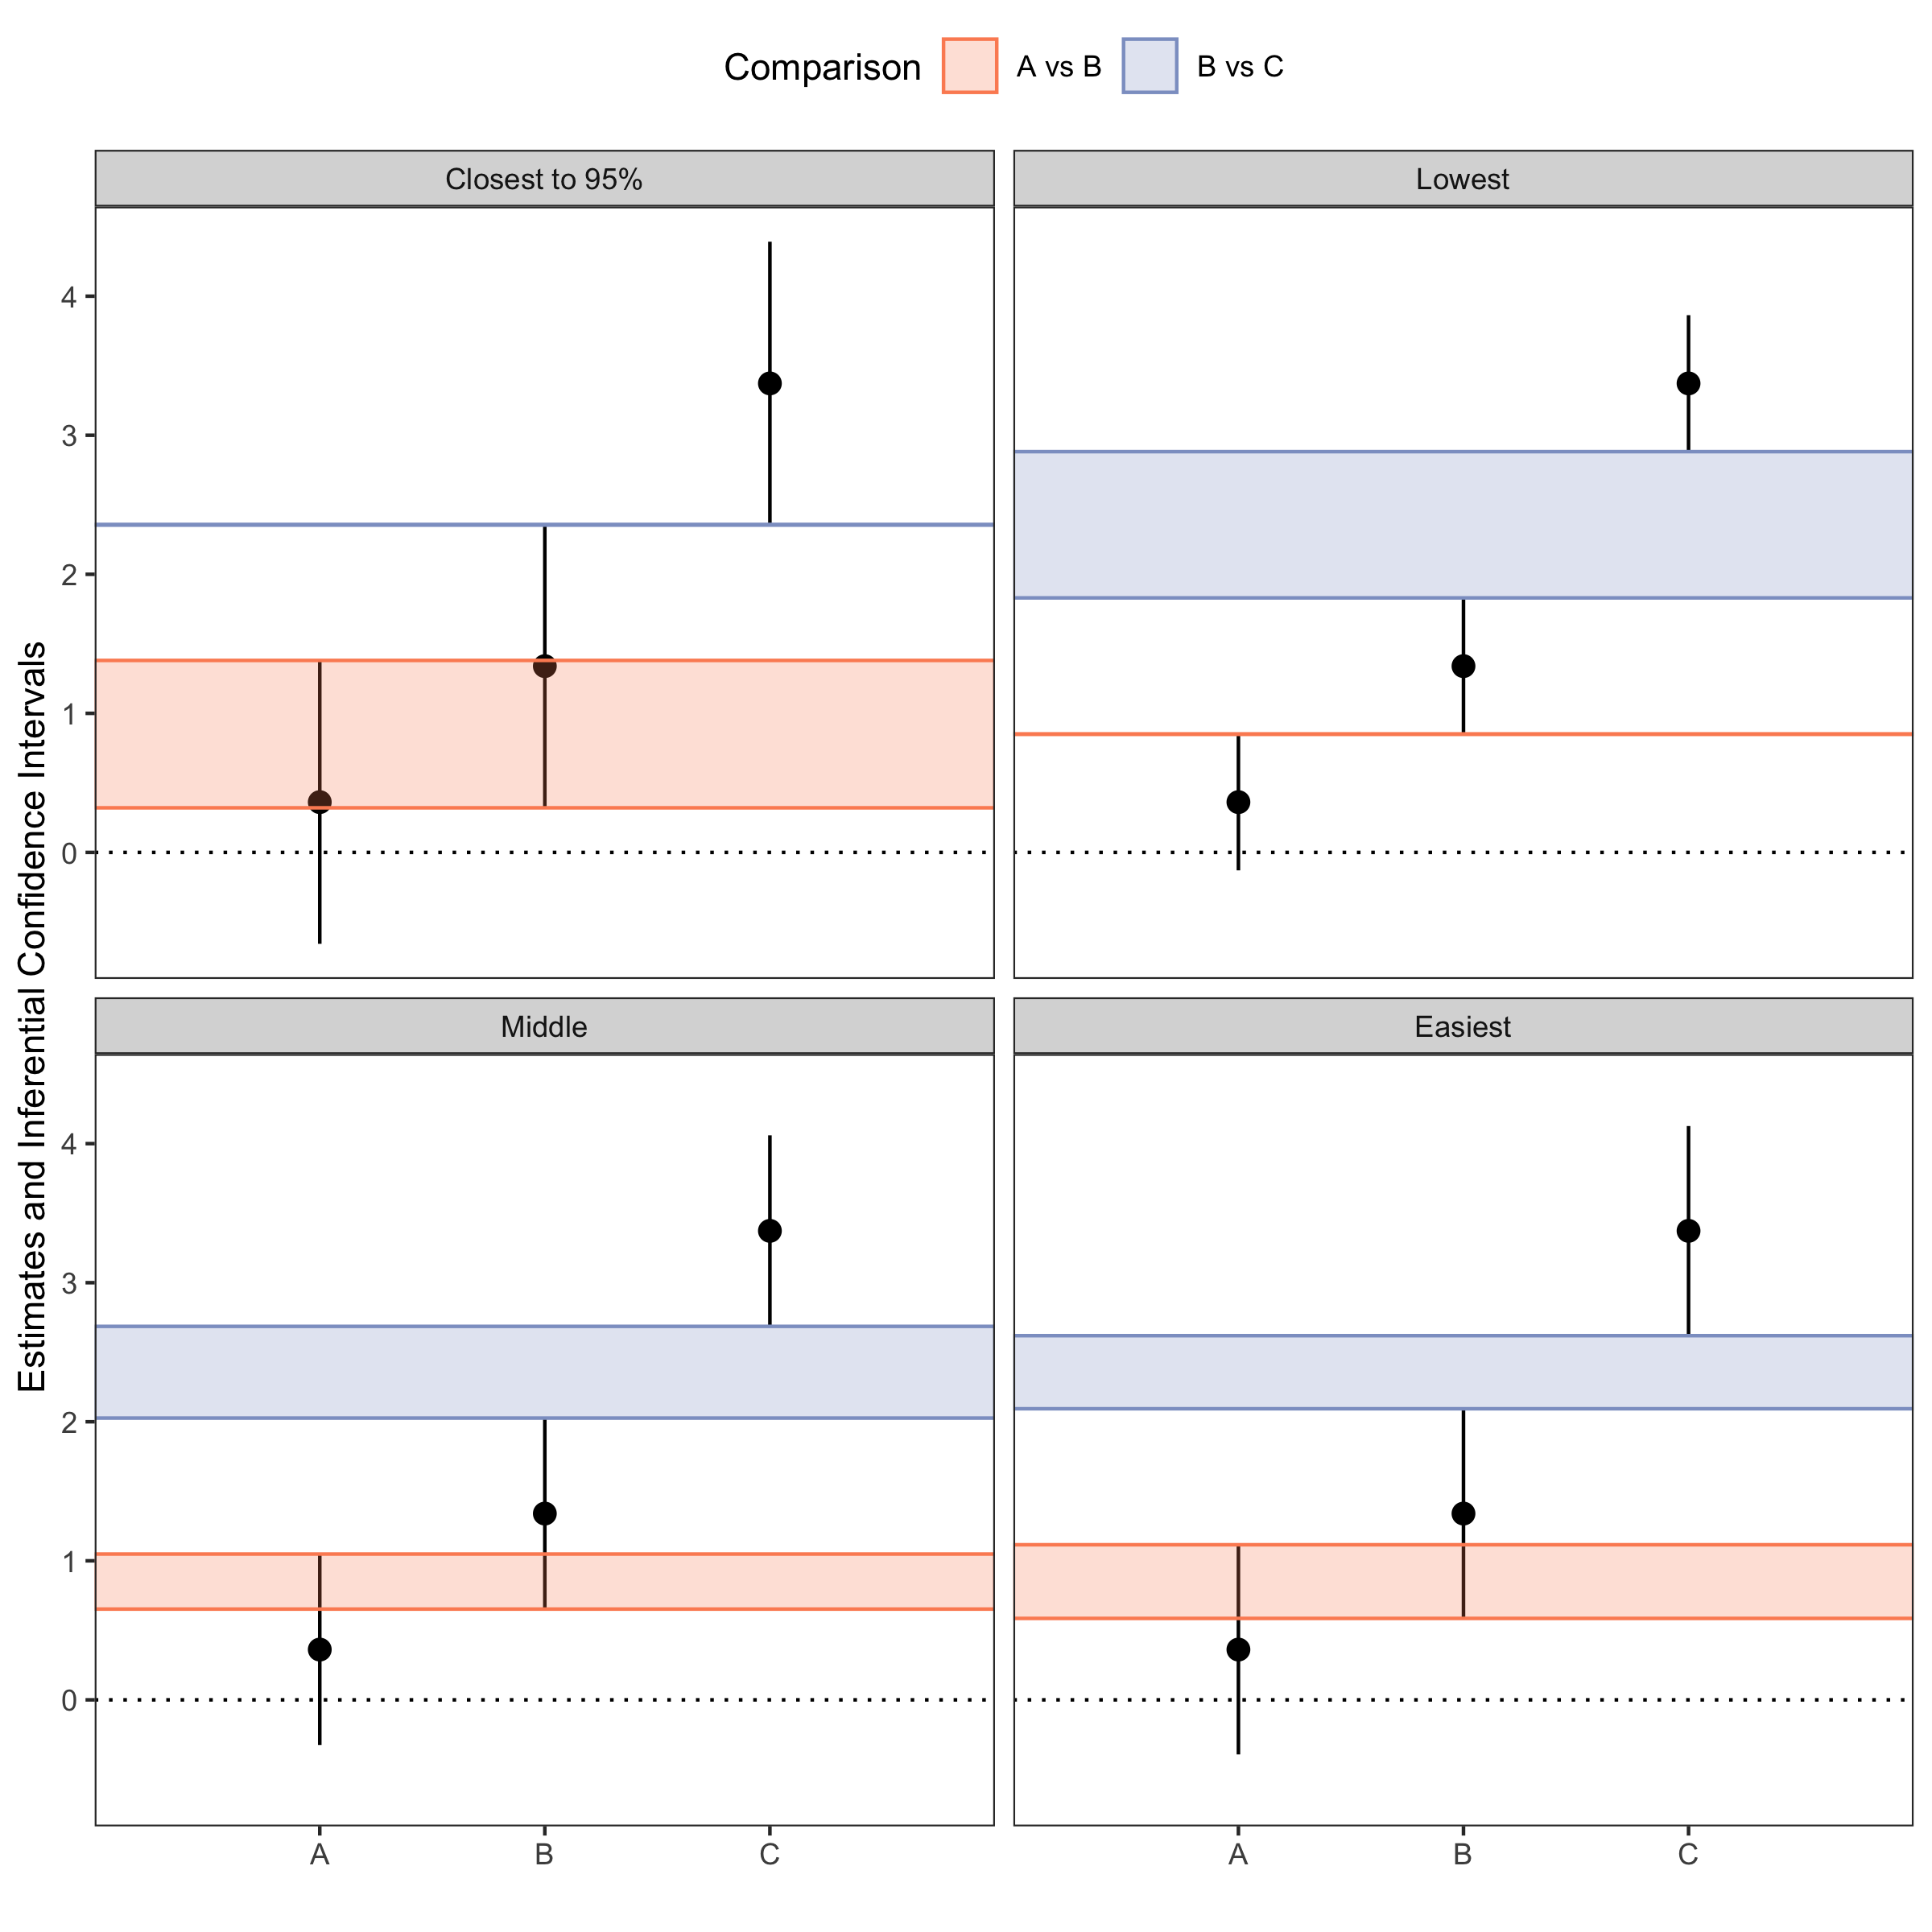 Comparison A vs B B vs C
Closest to 95%
Lowest
Estimates and Inferential Confidence Intervals
4
3
2
1
0
Middle
Easiest
4
3
2
1
0
A B C
A B C